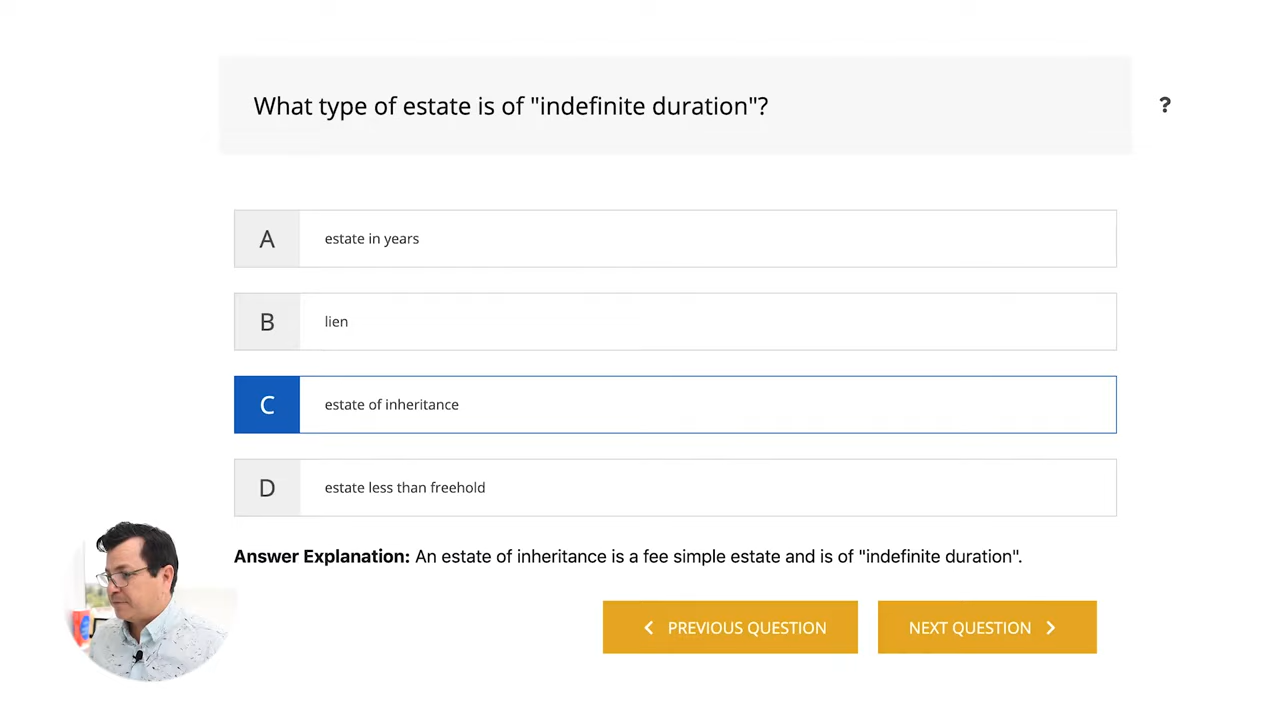 What type of estate is of "indefinite duration"?
?
A
estate in years
B
lien
C
estate of inheritance
D
estate less than freehold
Answer Explanation: An estate of inheritance is a fee simple estate and is of "indefinite duration".
PREVIOUS QUESTION
NEXT QUESTION